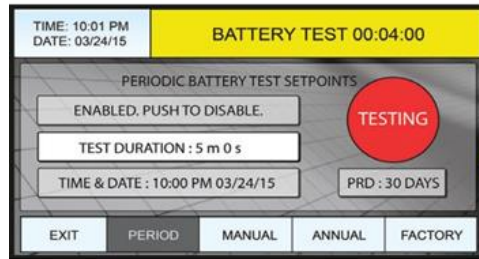 TIME: 10:01 PM
DATE: 03/24/15
BATTERY TEST 00:04:00
PERIODIC BATTERY TEST SETPOINTS
ENABLED. PUSH TO DISABLE.
TESTING
TEST DURATION : 5 m 0 s
TIME & DATE : 10:00 PM 03/24/15
PRD : 30 DAYS
EXIT
PERIOD
MANUAL
ANNUAL
FACTORY